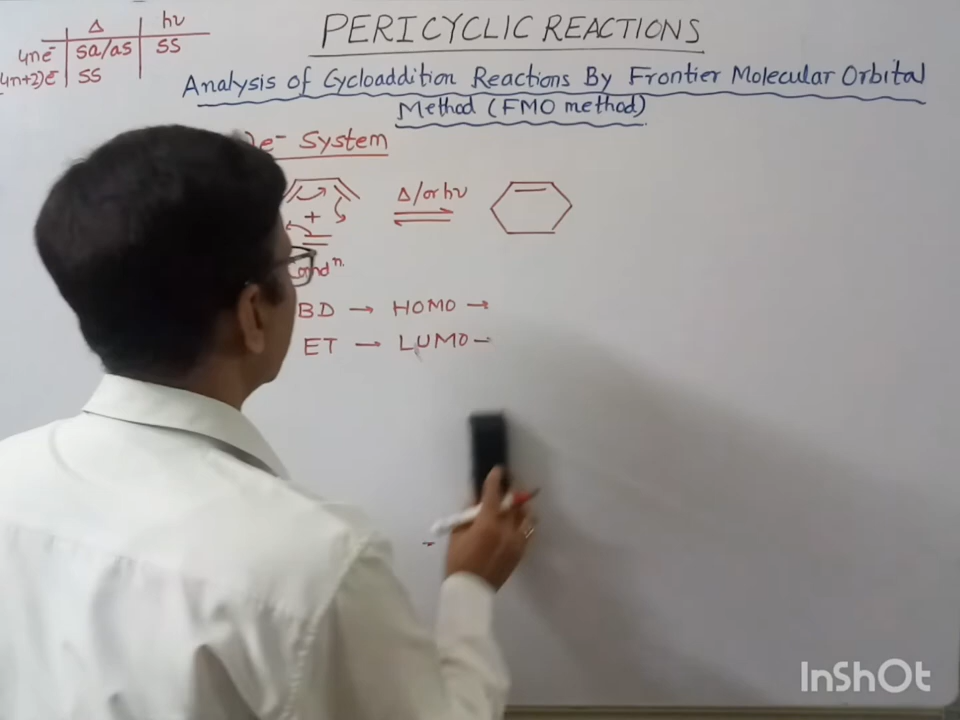 PERICYCLIC REACTIONS
Δ hν
4ne⁻ sa/as ss
4n+2)e⁻ ss
Analysis of Cycloaddition Reactions By Frontier Molecular Orbital
Method (FMO method)
)e⁻ System
Δ/or hν
+
condⁿ.
BD → HOMO →
ET → LUMO –
InShOt